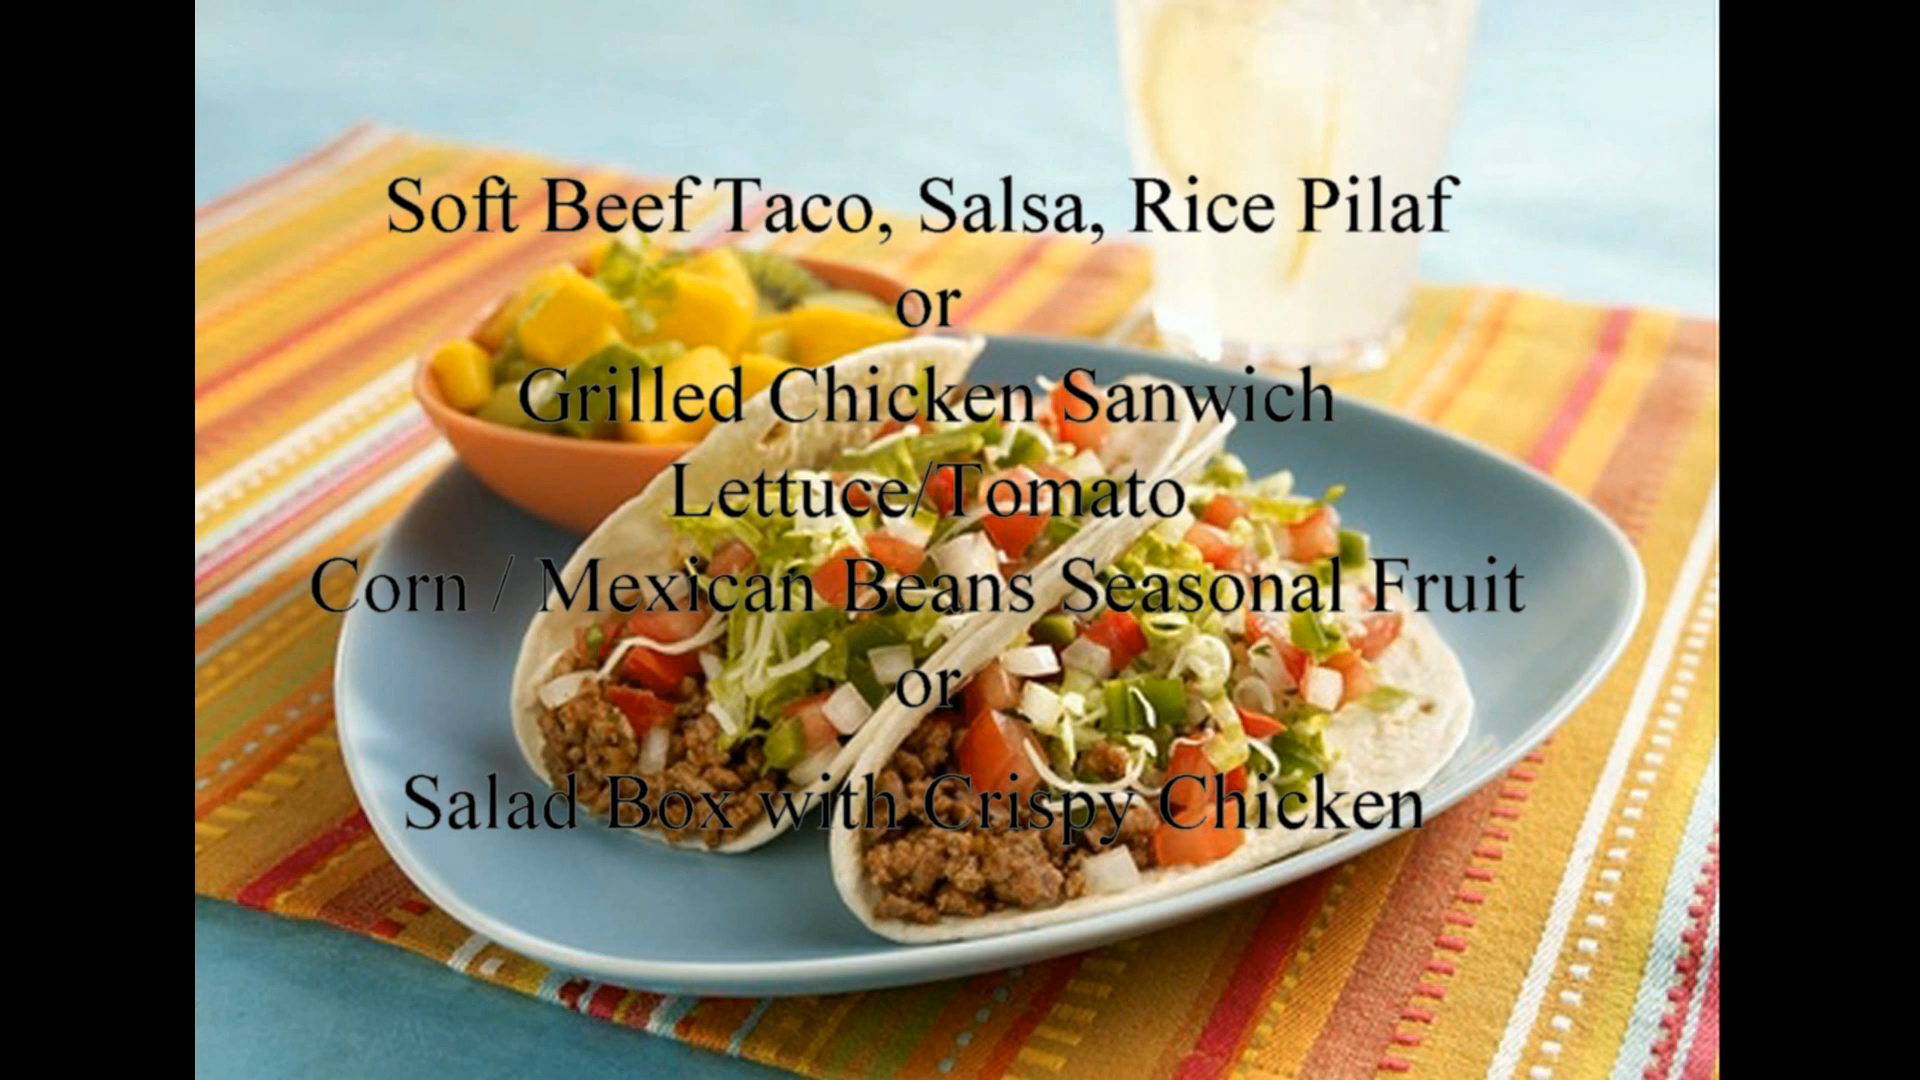 Soft Beef Taco, Salsa, Rice Pilaf
or
Grilled Chicken Sanwich
Lettuce/Tomato
Corn / Mexican Beans Seasonal Fruit
or
Salad Box with Crispy Chicken